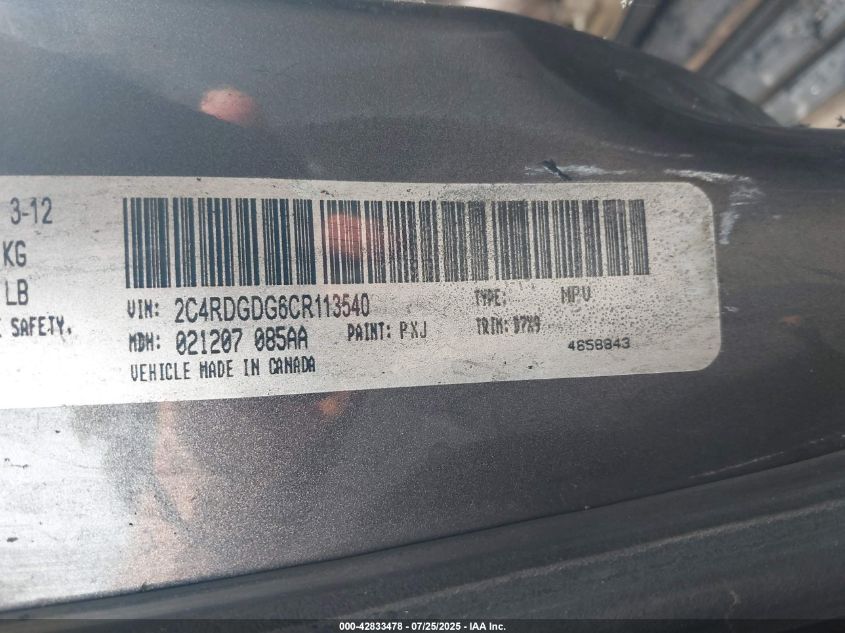 3-12
KG
LB
SAFETY.
VIN: 2C4RDGDG6CR113540 TYPE: MPV
MDH: 021207 085AA PAINT: PXJ TRIM: B7X9
VEHICLE MADE IN CANADA 4658843
000-42833478 - 07/25/2025 - IAA Inc.